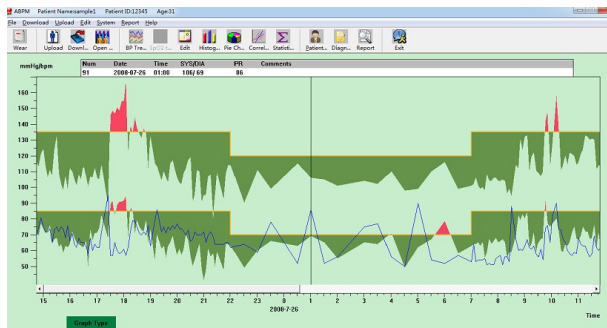 ABPM Patient Name:sample1 Patient ID:12345 Age:31
File Download Upload Edit System Report Help
Wear Upload Downl... Open ... BP Tre... SpO2 t... Edit Histog... Pie Ch... Correl... Statisti... Patient... Diagn... Report Exit
mmHg/bpm
Num Date Time SYS/DIA PR Comments
91 2008-07-26 01:00 106/ 69 86
160
150
140
130
120
110
100
90
80
70
60
50
15 16 17 18 19 20 21 22 23 0 1 2 3 4 5 6 7 8 9 10 11
2008-7-26
Time
Graph Type